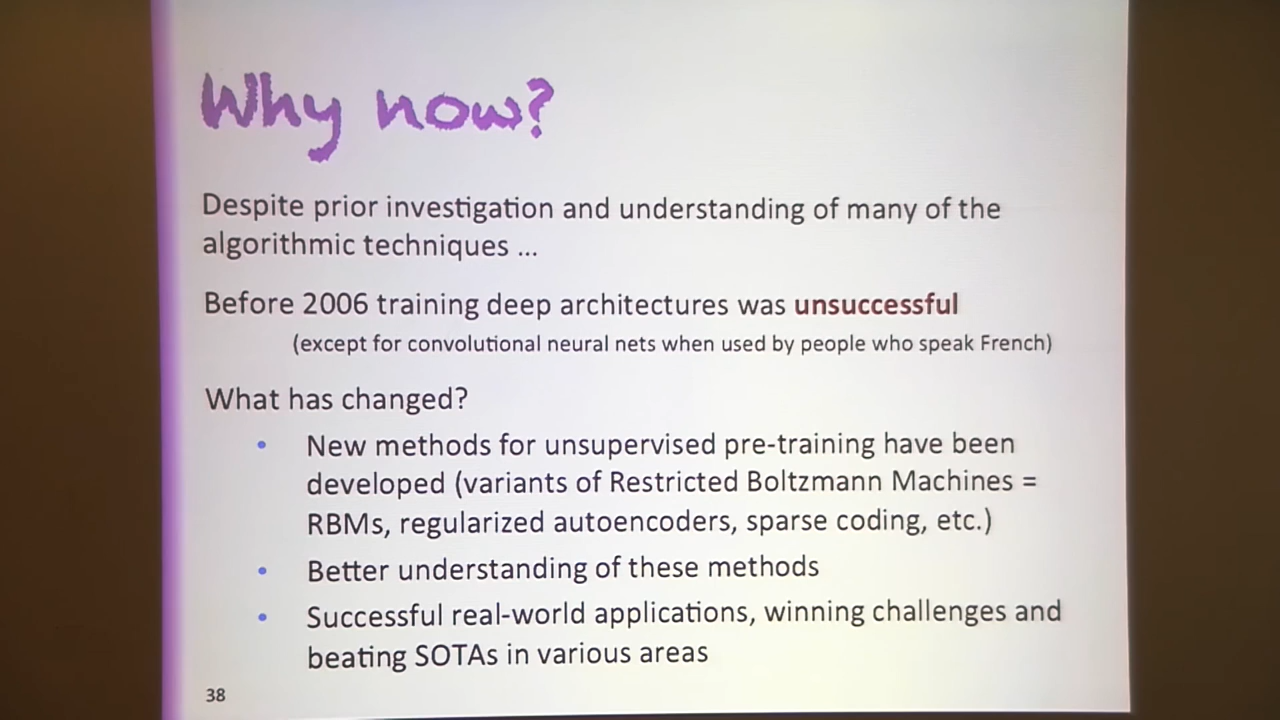 Why now?
Despite prior investigation and understanding of many of the
algorithmic techniques ...
Before 2006 training deep architectures was unsuccessful
(except for convolutional neural nets when used by people who speak French)
What has changed?
• New methods for unsupervised pre-training have been
developed (variants of Restricted Boltzmann Machines =
RBMs, regularized autoencoders, sparse coding, etc.)
• Better understanding of these methods
• Successful real-world applications, winning challenges and
beating SOTAs in various areas
38